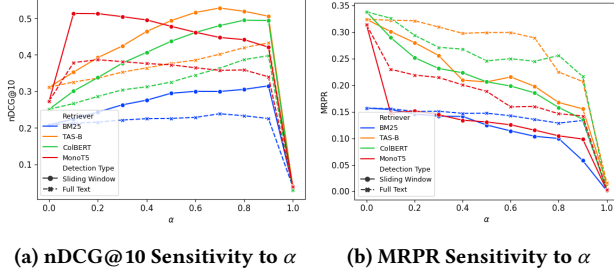 nDCG@10
0.5
0.4
0.3
0.2
0.1
Retriever
BM25
TAS-B
ColBERT
MonoT5
Detection Type
Sliding Window
Full Text
0.0 0.2 0.4 0.6 0.8 1.0
α
MRPR
0.35
0.30
0.25
0.20
0.15
0.10
0.05
0.00
Retriever
BM25
TAS-B
ColBERT
MonoT5
Detection Type
Sliding Window
Full Text
0.0 0.2 0.4 0.6 0.8 1.0
α
(a) nDCG@10 Sensitivity to α
(b) MRPR Sensitivity to α